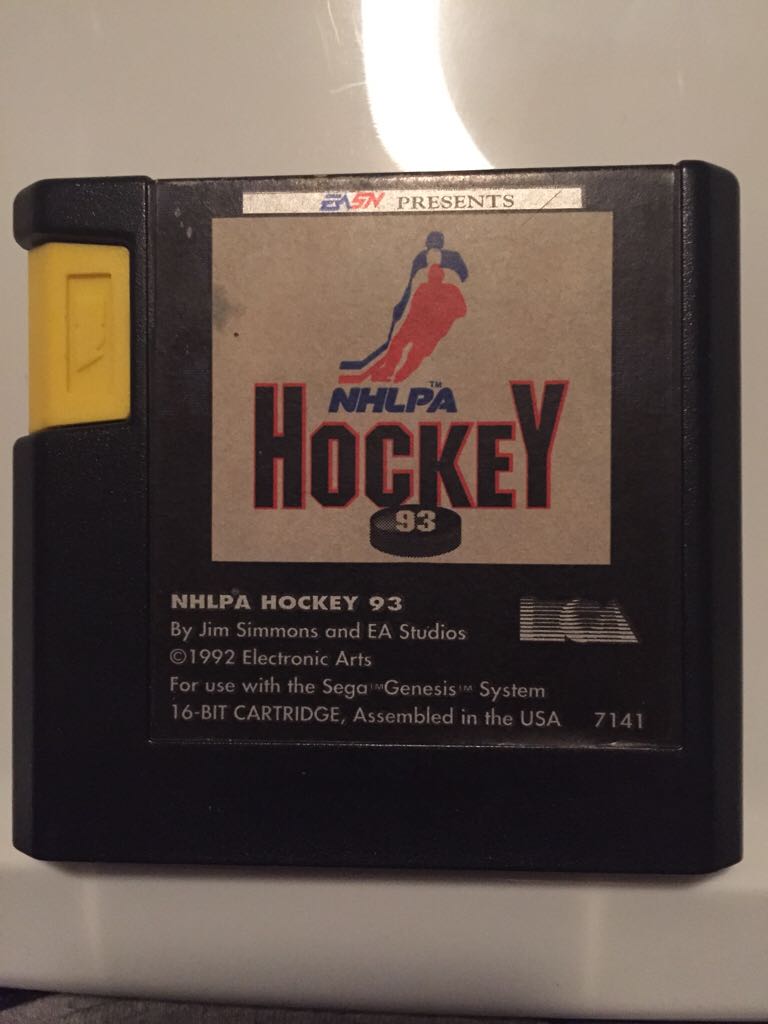 EASN PRESENTS
NHLPA™
HOCKEY
93
NHLPA HOCKEY 93
By Jim Simmons and EA Studios
©1992 Electronic Arts
For use with the Sega™Genesis™ System
16-BIT CARTRIDGE, Assembled in the USA 7141